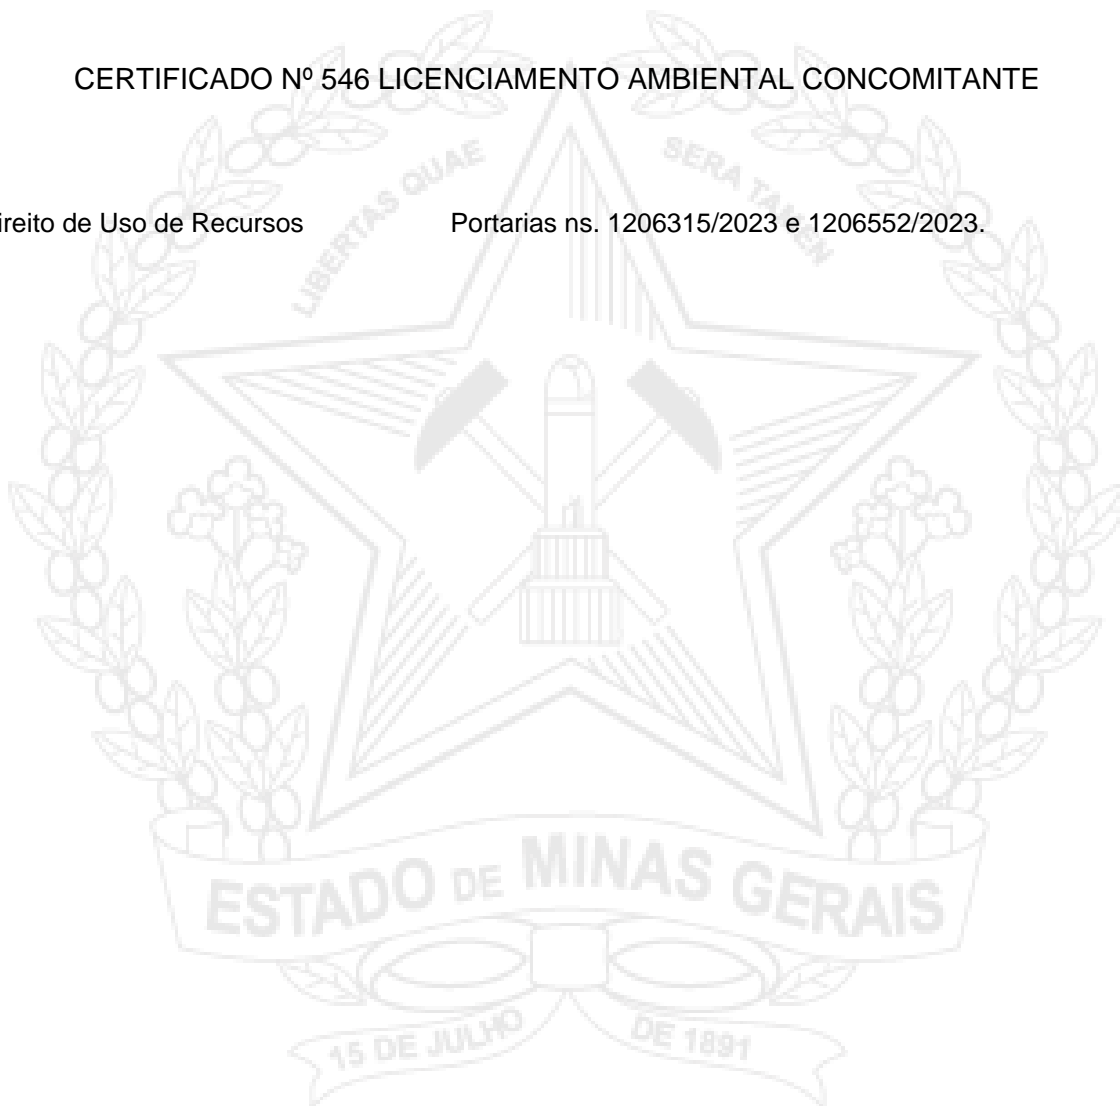 CERTIFICADO Nº 546 LICENCIAMENTO AMBIENTAL CONCOMITANTE
LIBERTAS QUAE SERA TAMEN
ireito de Uso de Recursos Portarias ns. 1206315/2023 e 1206552/2023.
ESTADO DE MINAS GERAIS
15 DE JULHO DE 1891